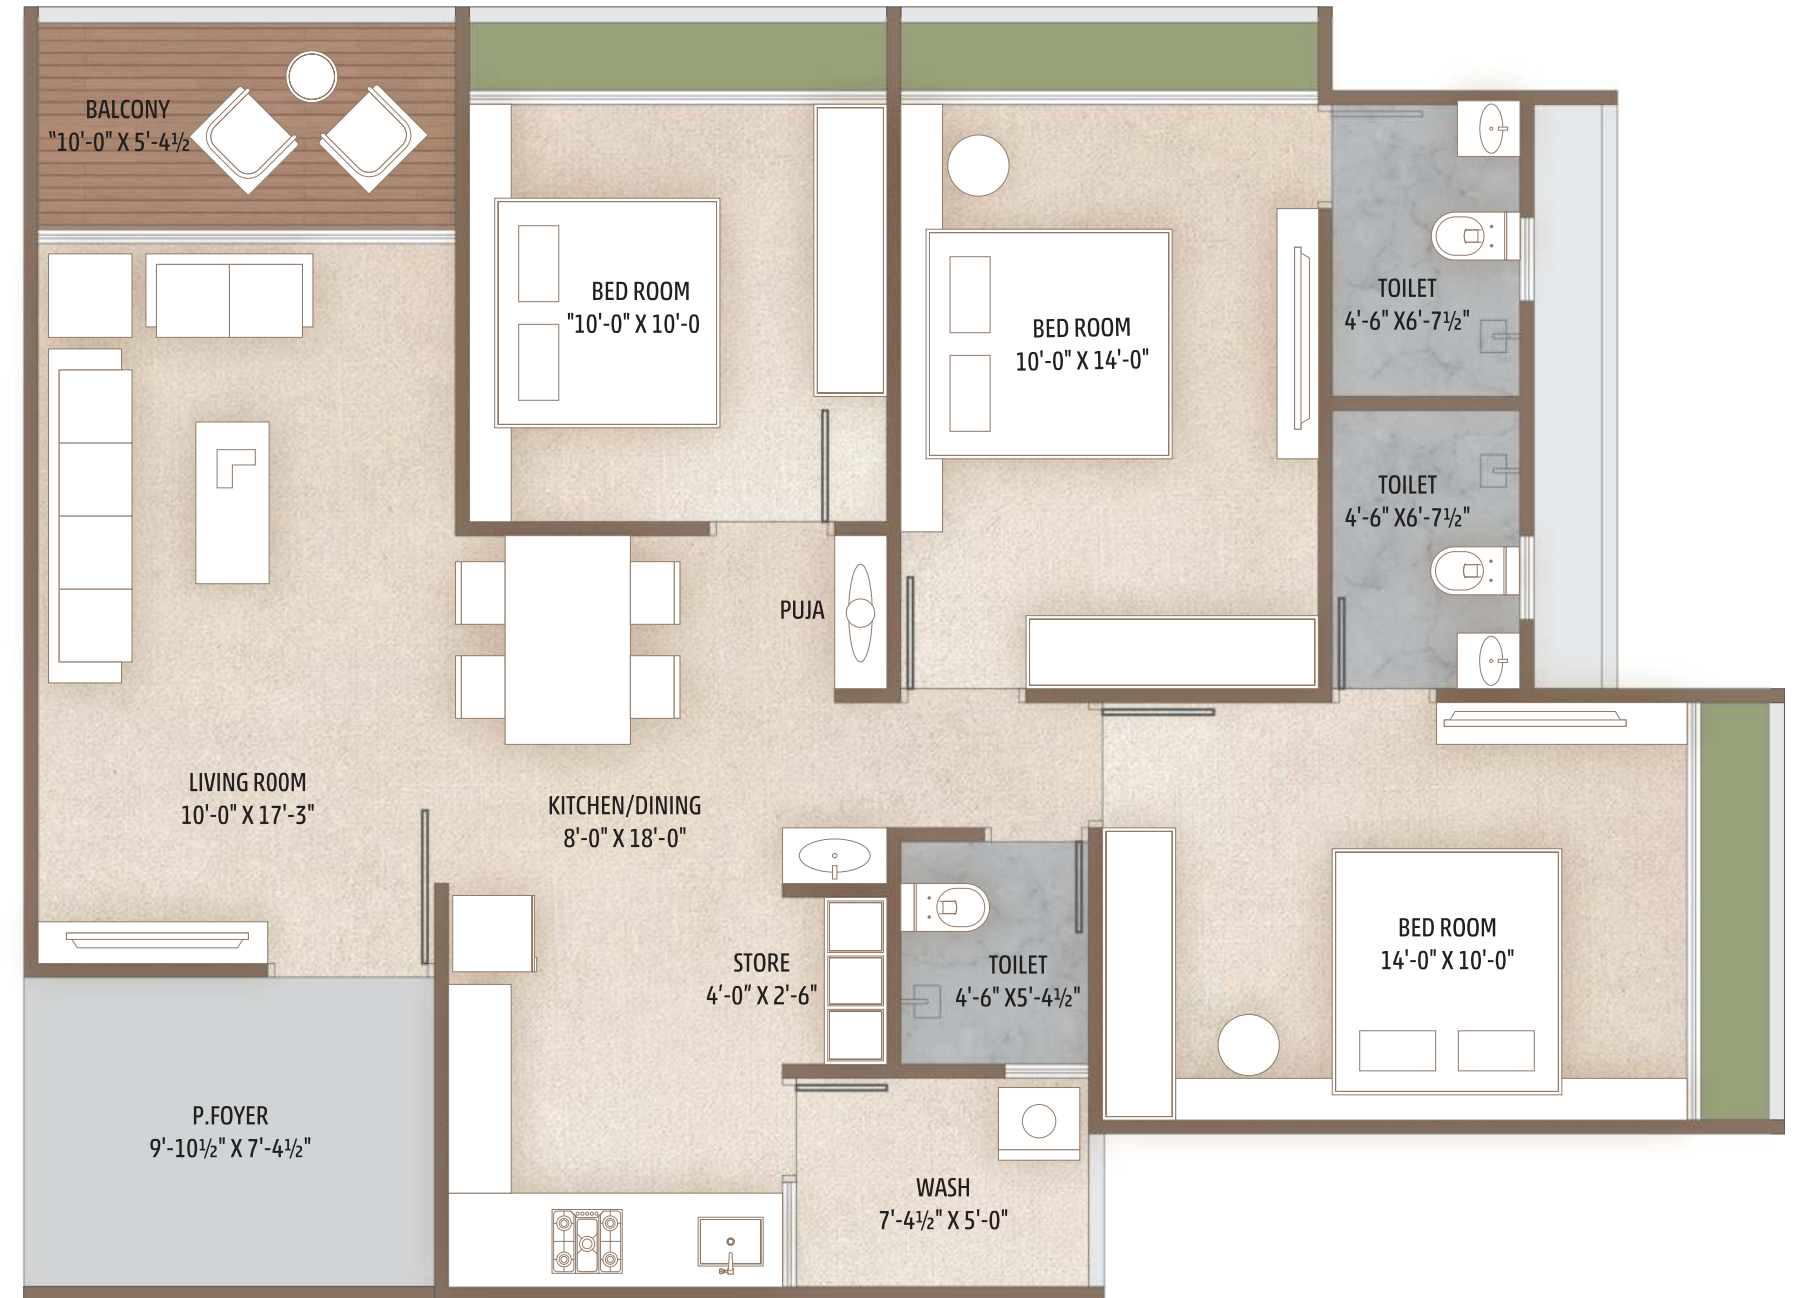 BALCONY
"10'-0" X 5'-4½
BED ROOM
"10'-0" X 10'-0
BED ROOM
10'-0" X 14'-0"
TOILET
4'-6" X6'-7½"
TOILET
4'-6" X6'-7½"
PUJA
LIVING ROOM
10'-0" X 17'-3"
KITCHEN/DINING
8'-0" X 18'-0"
STORE
4'-0" X 2'-6"
TOILET
4'-6" X5'-4½"
BED ROOM
14'-0" X 10'-0"
P.FOYER
9'-10½" X 7'-4½"
WASH
7'-4½" X 5'-0"